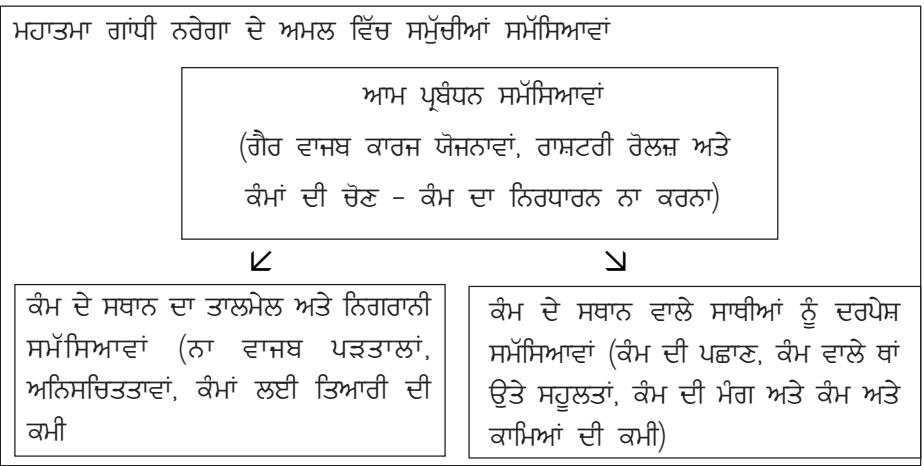 ਮਹਾਤਮਾ ਗਾਂਧੀ ਨਰੇਗਾ ਦੇ ਅਮਲ ਵਿੱਚ ਸਮੁੱਚੀਆਂ ਸਮੱਸਿਆਵਾਂ
ਆਮ ਪ੍ਰਬੰਧਨ ਸਮੱਸਿਆਵਾਂ
(ਗੈਰ ਵਾਜਬ ਕਾਰਜ ਯੋਜਨਾਵਾਂ, ਰਾਸ਼ਟਰੀ ਰੋਲਜ਼ ਅਤੇ
ਕੰਮਾਂ ਦੀ ਚੋਣ – ਕੰਮ ਦਾ ਨਿਰਧਾਰਨ ਨਾ ਕਰਨਾ)
ਕੰਮ ਦੇ ਸਥਾਨ ਦਾ ਤਾਲਮੇਲ ਅਤੇ ਨਿਗਰਾਨੀ
ਸਮੱਸਿਆਵਾਂ (ਨਾ ਵਾਜਬ ਪੜਤਾਲਾਂ,
ਅਨਿਸਚਿਤਤਾਵਾਂ, ਕੰਮਾਂ ਲਈ ਤਿਆਰੀ ਦੀ
ਕਮੀ
ਕੰਮ ਦੇ ਸਥਾਨ ਵਾਲੇ ਸਾਥੀਆਂ ਨੂੰ ਦਰਪੇਸ਼
ਸਮੱਸਿਆਵਾਂ (ਕੰਮ ਦੀ ਪਛਾਣ, ਕੰਮ ਵਾਲੇ ਥਾਂ
ਉਤੇ ਸਹੂਲਤਾਂ, ਕੰਮ ਦੀ ਮੰਗ ਅਤੇ ਕੰਮ ਅਤੇ
ਕਾਮਿਆਂ ਦੀ ਕਮੀ)